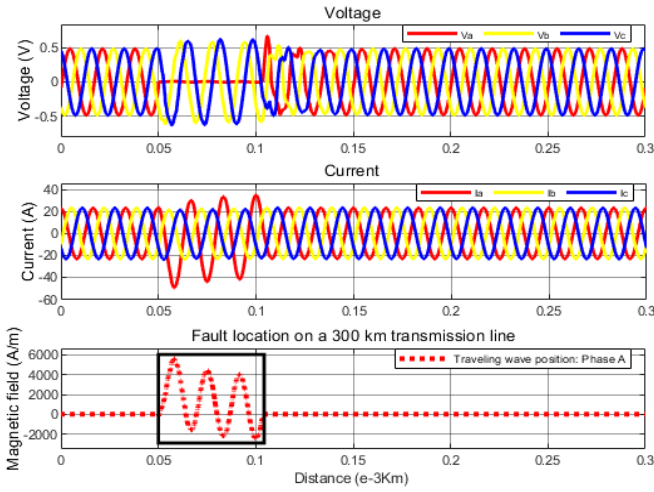 Voltage
Voltage (V)
0.5
0
-0.5
Va Vb Vc
0 0.05 0.1 0.15 0.2 0.25 0.3
Current
Current (A)
40
20
0
-20
-40
-60
Ia Ib Ic
0 0.05 0.1 0.15 0.2 0.25 0.3
Fault location on a 300 km transmission line
Magnetic field (A/m)
6000
4000
2000
0
-2000
Traveling wave position: Phase A
0 0.05 0.1 0.15 0.2 0.25 0.3
Distance (e-3Km)